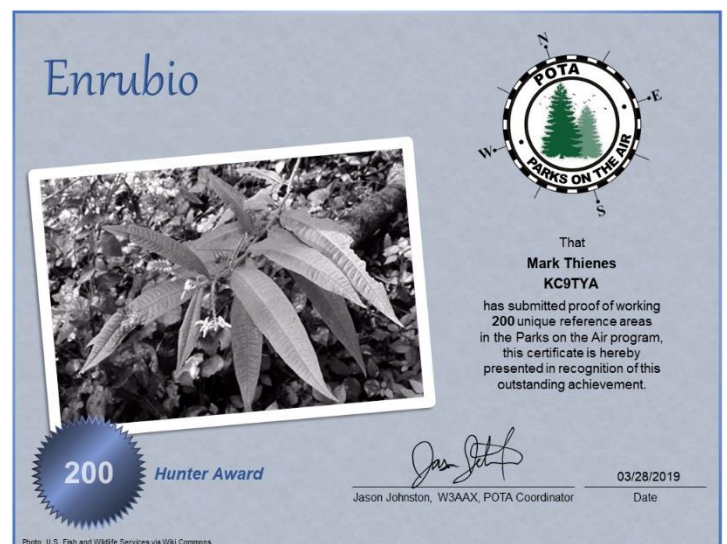 Enrubio
N
POTA
E
W
PARKS ON THE AIR
S
That
Mark Thienes
KC9TYA
has submitted proof of working
200 unique reference areas
in the Parks on the Air program,
this certificate is hereby
presented in recognition of this
outstanding achievement.
200
Hunter Award
Jason Johnston, W3AAX, POTA Coordinator
03/28/2019
Date
Photo: U.S. Fish and Wildlife Services via Wiki Commons